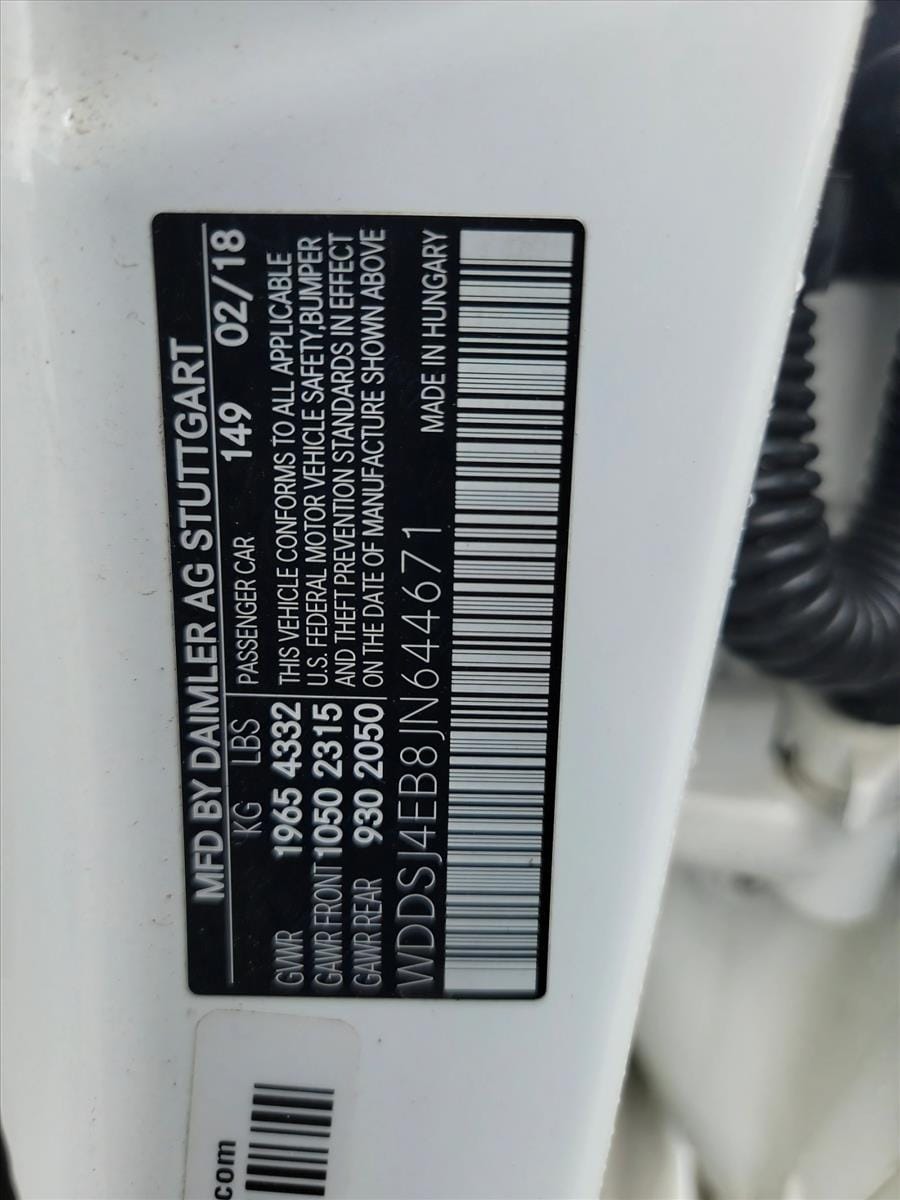 MFD BY DAIMLER AG STUTTGART
KG LBS PASSENGER CAR 149 02/18
GVWR 1965 4332 THIS VEHICLE CONFORMS TO ALL APPLICABLE
GAWR FRONT 1050 2315 U.S. FEDERAL MOTOR VEHICLE SAFETY,BUMPER
GAWR REAR 930 2050 AND THEFT PREVENTION STANDARDS IN EFFECT
ON THE DATE OF MANUFACTURE SHOWN ABOVE
WDDSJ4EB8JN644671 MADE IN HUNGARY
com